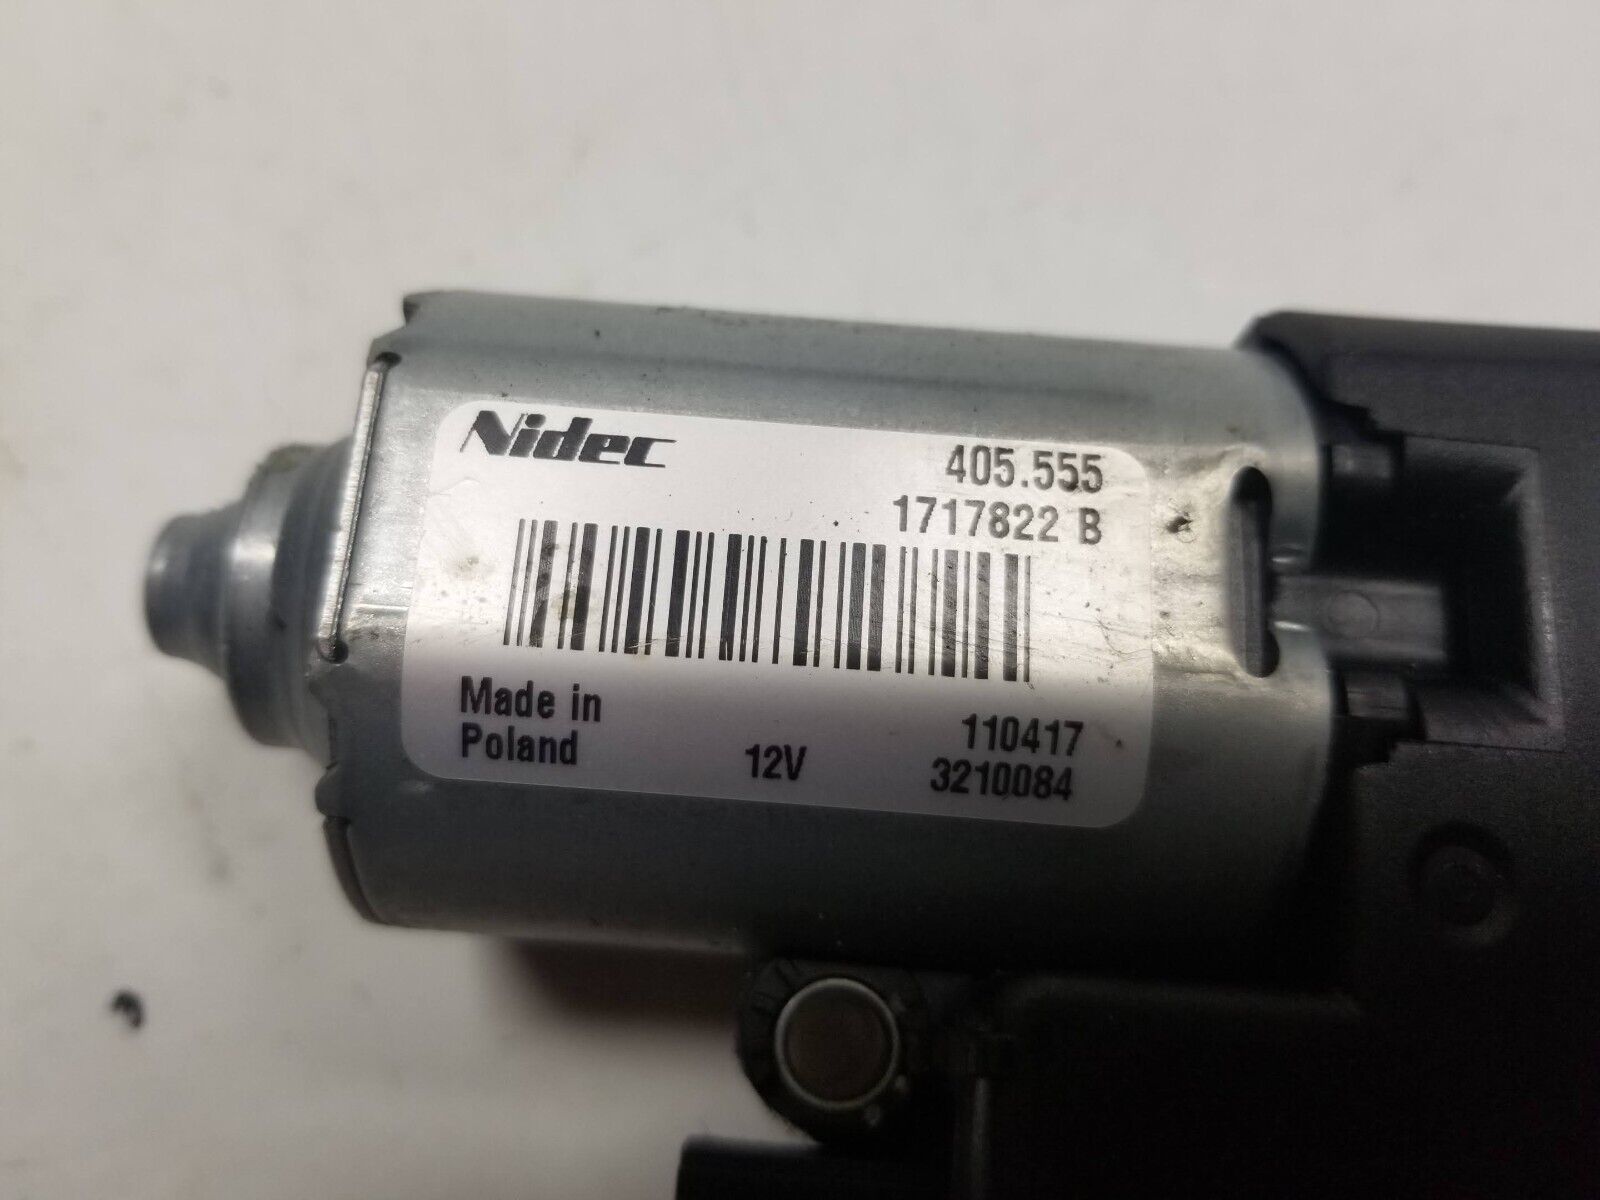 Nidec
405.555
1717822 B
Made in
Poland
12V
110417
3210084